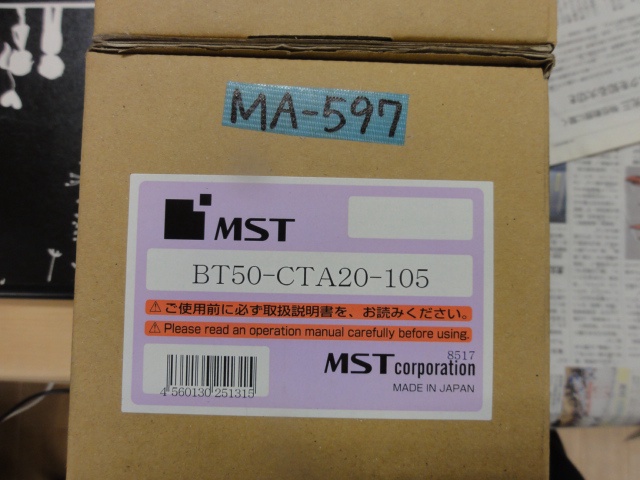 MA-597
MST
BT50-CTA20-105
ご使用前に必ず取扱説明書を、お読みください。
Please read an operation manual carefully before using.
8517
MST corporation
4 560130 251315
MADE IN JAPAN